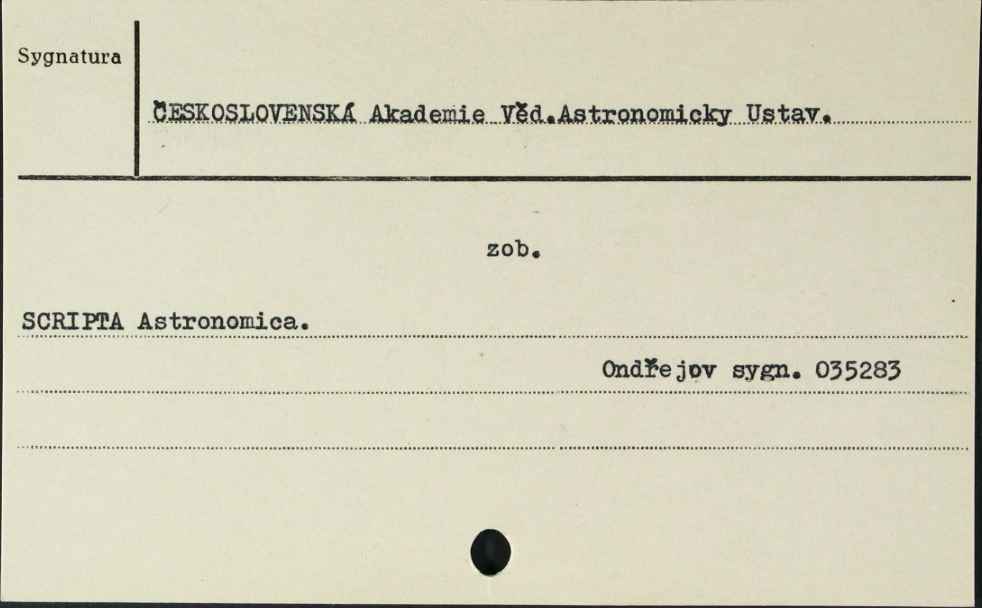 Sygnatura
ČESKOSLOVENSKÁ Akademie Věd.Astronomicky Ustav.
zob.
SCRIPTA Astronomica.
Ondřejov sygn. 035283